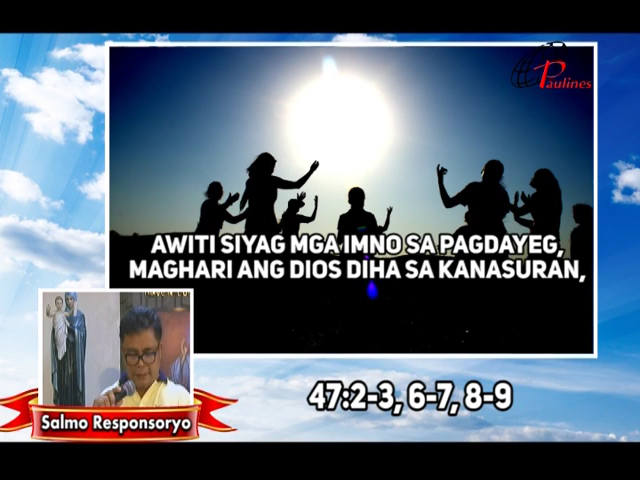 Paulines
AWITI SIYAG MGA IMNO SA PAGDAYEG,
MAGHARI ANG DIOS DIHA SA KANASURAN,
Salmo Responsoryo
47:2-3, 6-7, 8-9